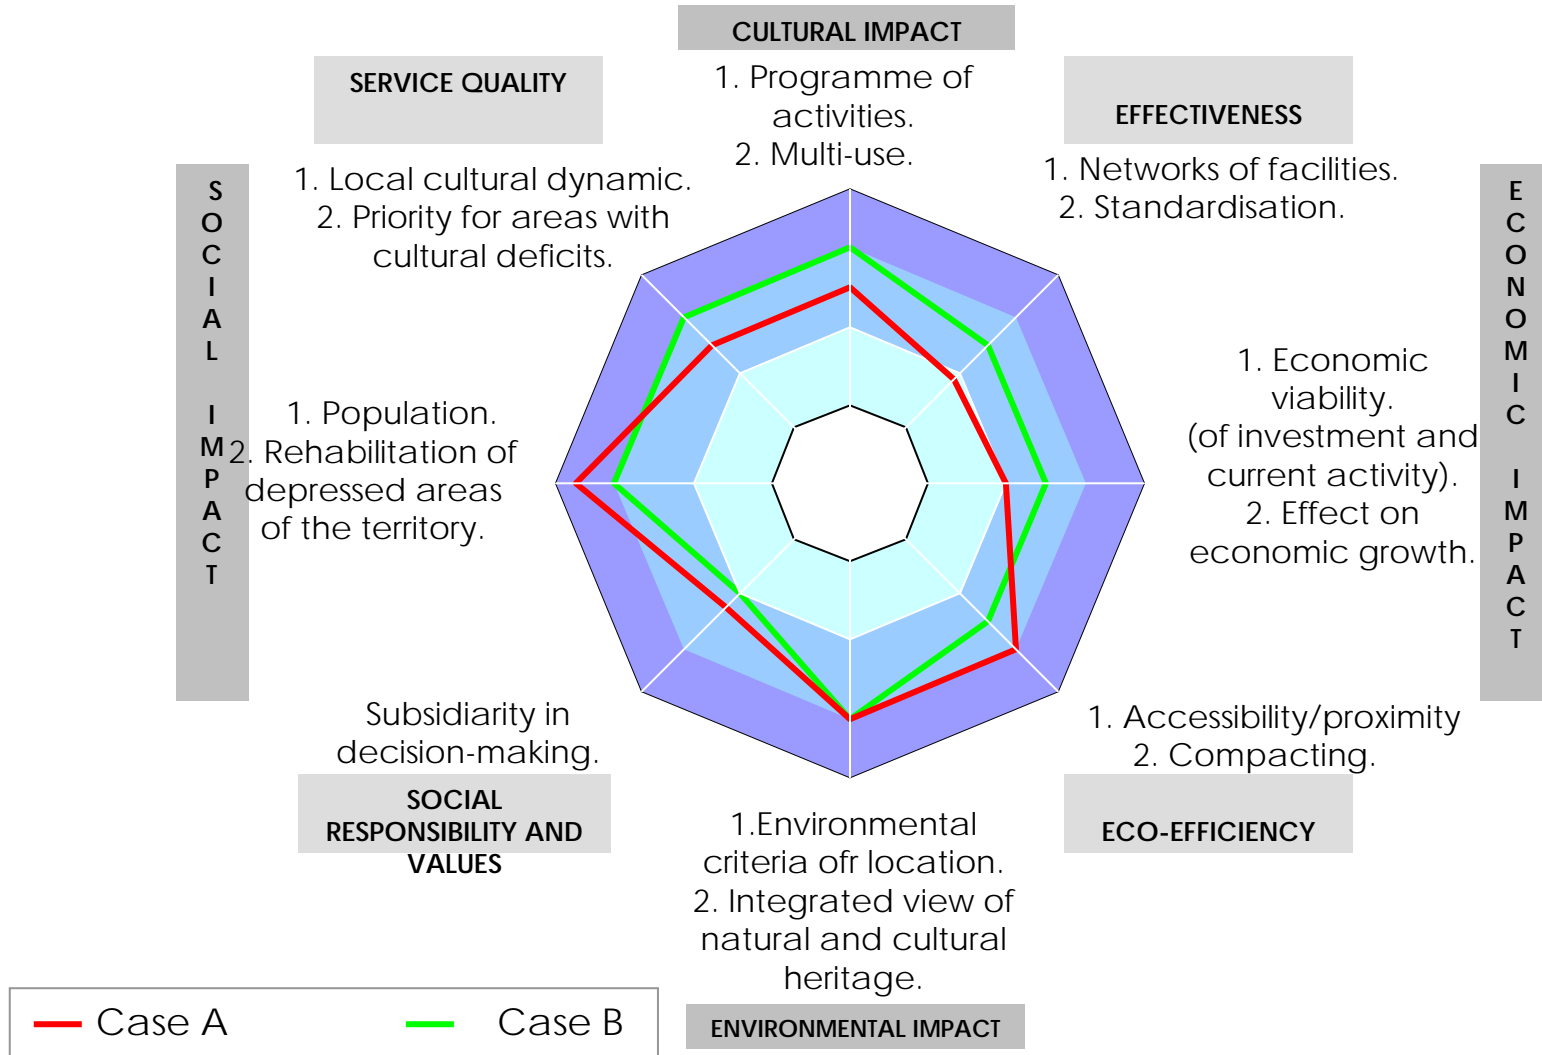 CULTURAL IMPACT
1. Programme of
activities.
2. Multi-use.
SERVICE QUALITY
1. Local cultural dynamic.
2. Priority for areas with
cultural deficits.
EFFECTIVENESS
1. Networks of facilities.
2. Standardisation.
SOCIAL IMPACT
1. Population.
2. Rehabilitation of
depressed areas
of the territory.
ECONOMIC IMPACT
1. Economic
viability.
(of investment and
current activity).
2. Effect on
economic growth.
Subsidiarity in
decision-making.
SOCIAL
RESPONSIBILITY AND
VALUES
1. Accessibility/proximity
2. Compacting.
ECO-EFFICIENCY
1.Environmental
criteria ofr location.
2. Integrated view of
natural and cultural
heritage.
ENVIRONMENTAL IMPACT
Case A
Case B